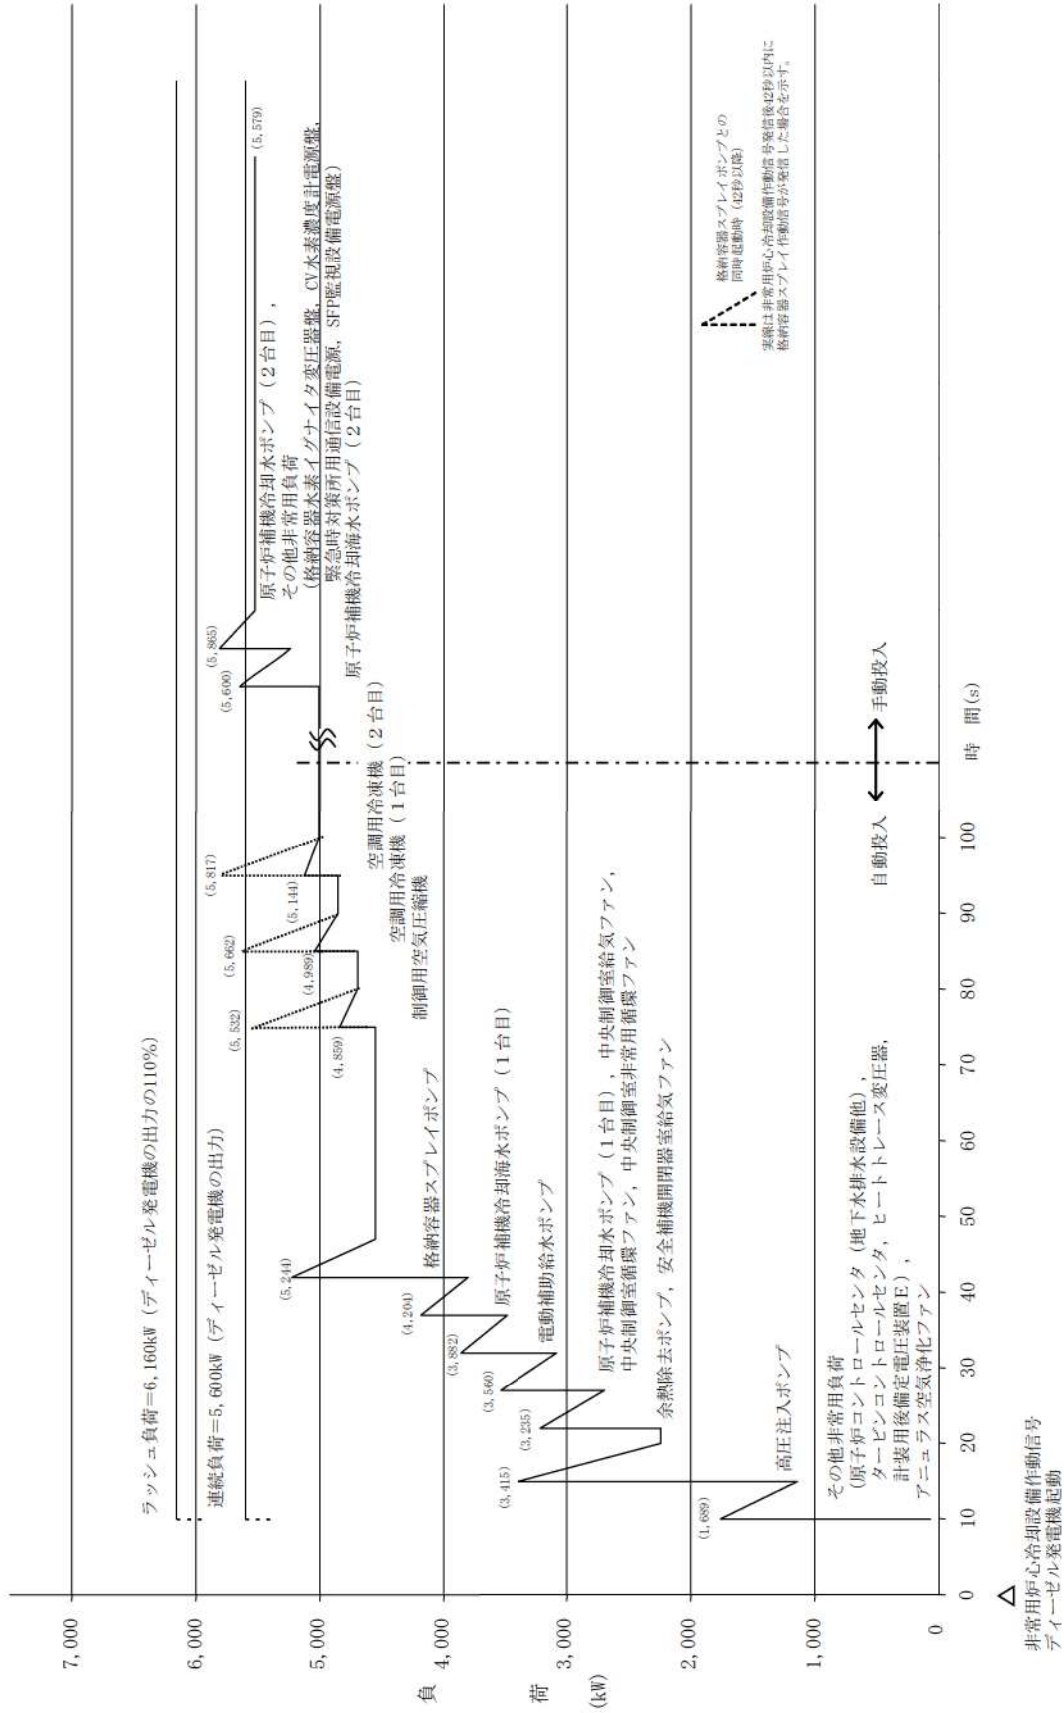 ラッシュ負荷=6,160kW (ディーゼル発電機の出力の110%)
連続負荷=5,600kW (ディーゼル発電機の出力)
7,000
6,000
5,000
4,000
3,000
2,000
1,000
0
負
荷
(kW)
(1,689)
(3,415)
(3,235)
(3,560)
(3,882)
(4,204)
(5,244)
(5,532)
(4,859)
(5,662)
(4,989)
(5,817)
(5,144)
(5,600)
(5,865)
(5,579)
原子炉補機冷却水ポンプ (2台目),
その他非常用負荷
(格納容器水素イグナイタ変圧器盤, CV水素濃度計電源盤,
緊急時対策所用通信設備電源, SFP監視設備電源盤)
原子炉補機冷却海水ポンプ (2台目)
空調用冷凍機 (2台目)
空調用冷凍機 (1台目)
制御用空気圧縮機
格納容器スプレイポンプ
原子炉補機冷却海水ポンプ (1台目)
電動補助給水ポンプ
原子炉補機冷却水ポンプ (1台目), 中央制御室給気ファン,
中央制御室循環ファン, 中央制御室非常用循環ファン
余熱除去ポンプ, 安全補機開閉器室給気ファン
高圧注入ポンプ
その他非常用負荷
(原子炉コントロールセンタ (地下水排水設備他),
タービンコントロールセンタ, ヒートトレース変圧器,
計装用後備定電圧装置E),
アニュラス空気浄化ファン
格納容器スプレイポンプとの
同時起動時 (42秒以降)
実線は非常用炉心冷却設備作動信号発信後42秒以内に
格納容器スプレイ作動信号が発信した場合を示す。
自動投入
手動投入
0
10
20
30
40
50
60
70
80
90
100
時 間(s)
△
非常用炉心冷却設備作動信号
ディーゼル発電機起動